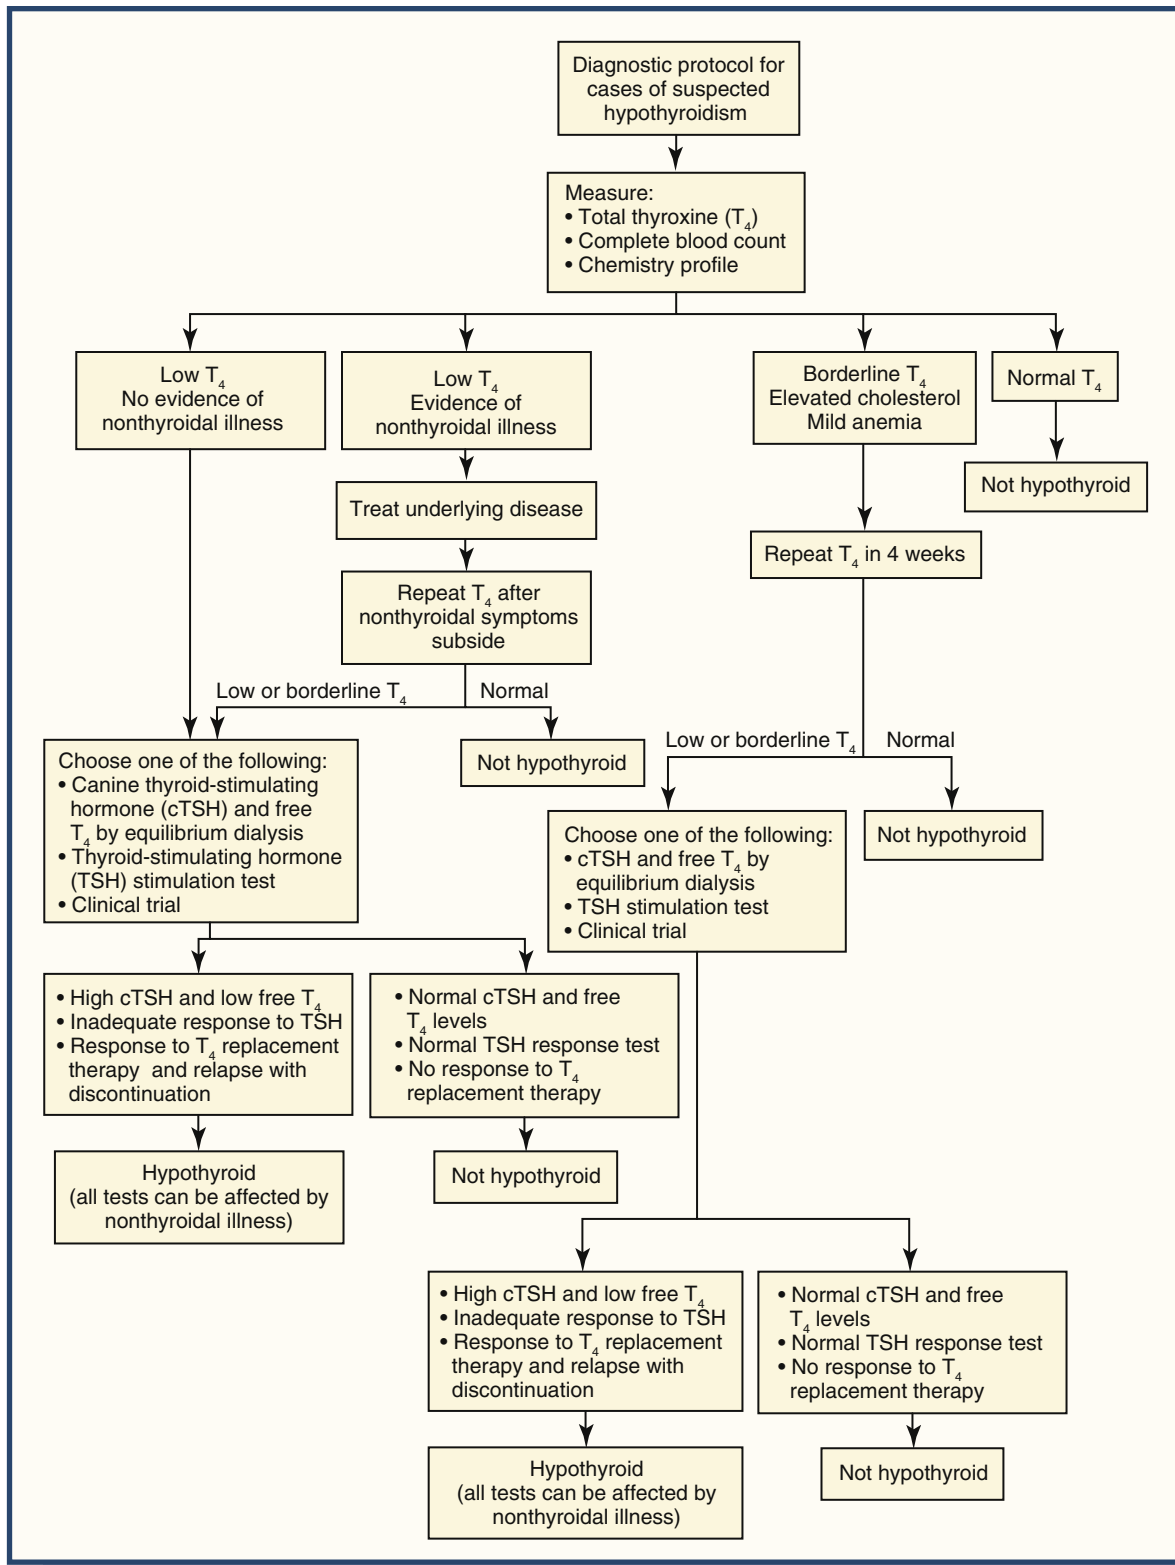 Diagnostic protocol for
cases of suspected
hypothyroidism
Measure:
• Total thyroxine (T₄)
• Complete blood count
• Chemistry profile
Low T₄
No evidence of
nonthyroidal illness
Low T₄
Evidence of
nonthyroidal illness
Borderline T₄
Elevated cholesterol
Mild anemia
Normal T₄
Not hypothyroid
Treat underlying disease
Repeat T₄ in 4 weeks
Repeat T₄ after
nonthyroidal symptoms
subside
Low or borderline T₄
Normal
Not hypothyroid
Low or borderline T₄
Normal
Not hypothyroid
Choose one of the following:
• Canine thyroid-stimulating
hormone (cTSH) and free
T₄ by equilibrium dialysis
• Thyroid-stimulating hormone
(TSH) stimulation test
• Clinical trial
Choose one of the following:
• cTSH and free T₄ by
equilibrium dialysis
• TSH stimulation test
• Clinical trial
• High cTSH and low free T₄
• Inadequate response to TSH
• Response to T₄ replacement
therapy and relapse with
discontinuation
• Normal cTSH and free
T₄ levels
• Normal TSH response test
• No response to T₄
replacement therapy
Hypothyroid
(all tests can be affected by
nonthyroidal illness)
Not hypothyroid
• High cTSH and low free T₄
• Inadequate response to TSH
• Response to T₄ replacement
therapy and relapse with
discontinuation
• Normal cTSH and free
T₄ levels
• Normal TSH response test
• No response to T₄
replacement therapy
Hypothyroid
(all tests can be affected by
nonthyroidal illness)
Not hypothyroid